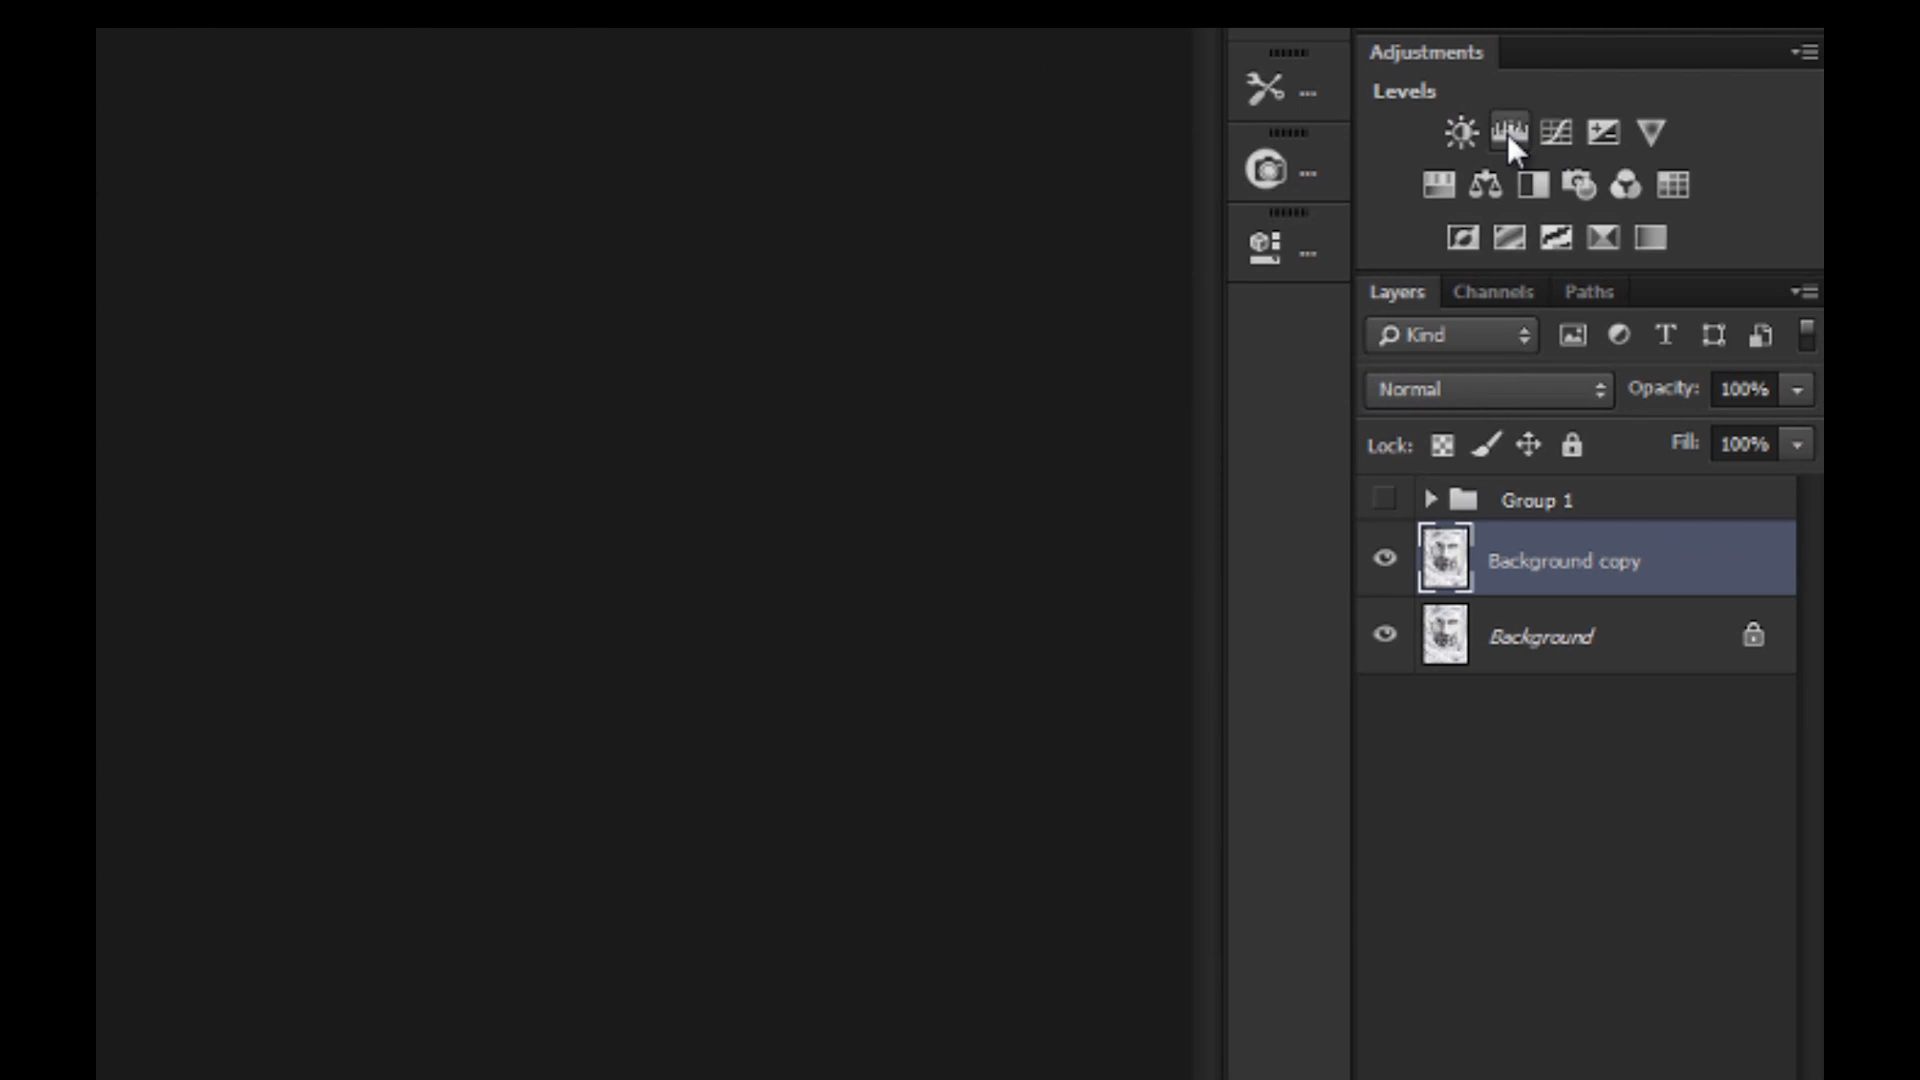 Adjustments
Levels
...
...
...
Layers Channels Paths
Kind T
Normal Opacity: 100%
Lock: Fill: 100%
Group 1
Background copy
Background